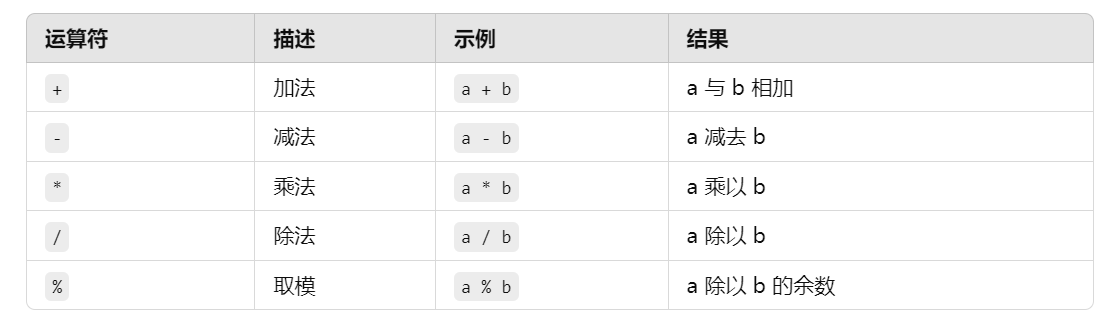 运算符 描述 示例 结果
+ 加法 a + b a 与 b 相加
- 减法 a - b a 减去 b
* 乘法 a * b a 乘以 b
/ 除法 a / b a 除以 b
% 取模 a % b a 除以 b 的余数